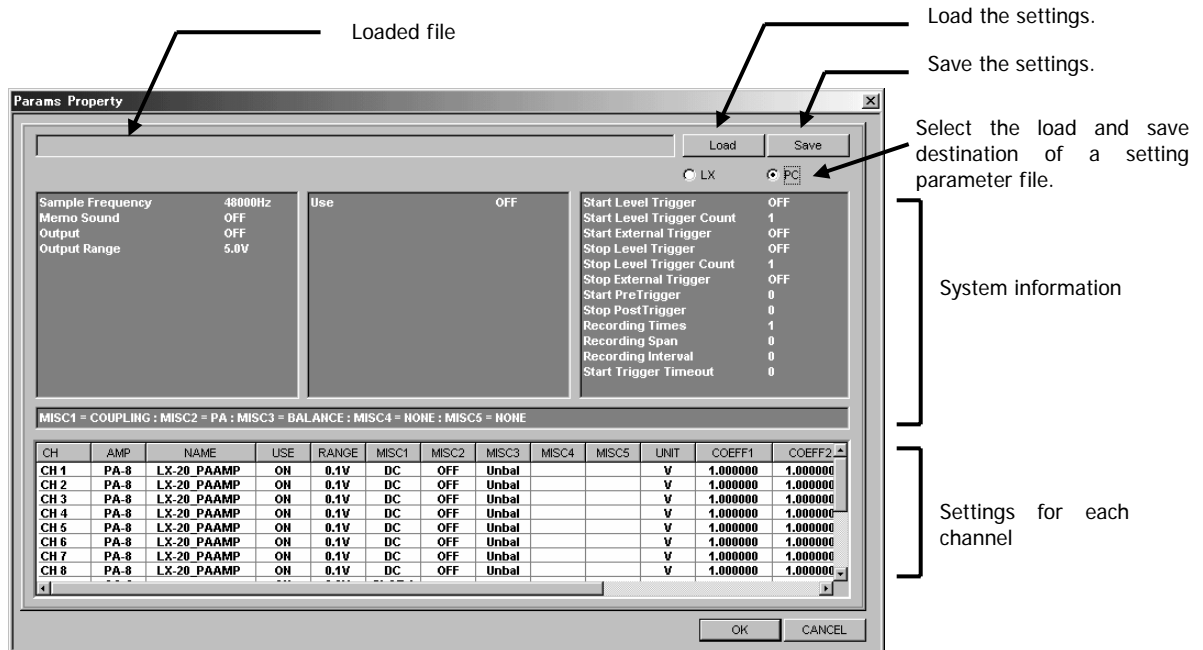 Loaded file
Load the settings.
Save the settings.
Select the load and save
destination of a setting
parameter file.
Params Property
Load Save
LX PC
Sample Frequency 48000Hz
Memo Sound OFF
Output OFF
Output Range 5.0V
Use OFF
Start Level Trigger OFF
Start Level Trigger Count 1
Start External Trigger OFF
Stop Level Trigger OFF
Stop Level Trigger Count 1
Stop External Trigger OFF
Start PreTrigger 0
Stop PostTrigger 0
Recording Times 1
Recording Span 0
Recording Interval 0
Start Trigger Timeout 0
System information
MISC1 = COUPLING : MISC2 = PA : MISC3 = BALANCE : MISC4 = NONE : MISC5 = NONE
CH AMP NAME USE RANGE MISC1 MISC2 MISC3 MISC4 MISC5 UNIT COEFF1 COEFF2
CH 1 PA-8 LX-20_PAAMP ON 0.1V DC OFF Unbal V 1.000000 1.000000
CH 2 PA-8 LX-20_PAAMP ON 0.1V DC OFF Unbal V 1.000000 1.000000
CH 3 PA-8 LX-20_PAAMP ON 0.1V DC OFF Unbal V 1.000000 1.000000
CH 4 PA-8 LX-20_PAAMP ON 0.1V DC OFF Unbal V 1.000000 1.000000
CH 5 PA-8 LX-20_PAAMP ON 0.1V DC OFF Unbal V 1.000000 1.000000
CH 6 PA-8 LX-20_PAAMP ON 0.1V DC OFF Unbal V 1.000000 1.000000
CH 7 PA-8 LX-20_PAAMP ON 0.1V DC OFF Unbal V 1.000000 1.000000
CH 8 PA-8 LX-20_PAAMP ON 0.1V DC OFF Unbal V 1.000000 1.000000
Settings for each
channel
OK CANCEL